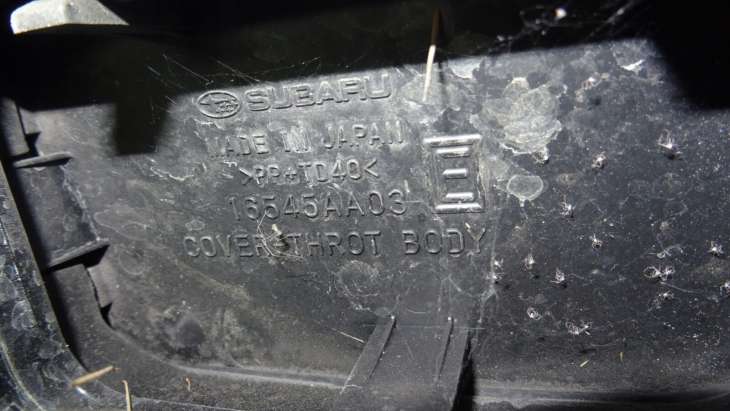 SUBARU
MADE IN JAPAN
>PP+TD40<
16545AA03
COVER-THROT BODY